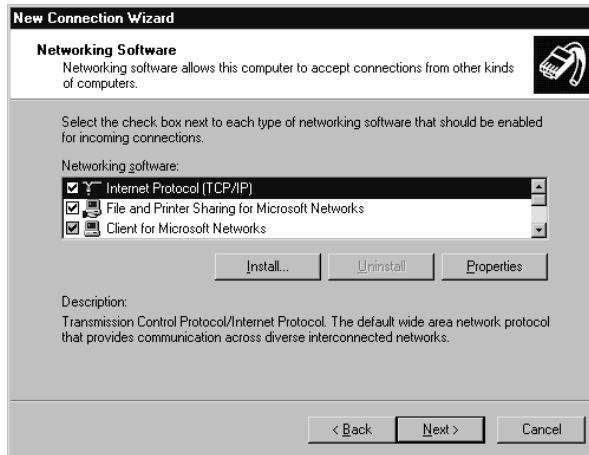 New Connection Wizard
Networking Software
Networking software allows this computer to accept connections from other kinds
of computers.
Select the check box next to each type of networking software that should be enabled
for incoming connections.
Networking software:
Internet Protocol (TCP/IP)
File and Printer Sharing for Microsoft Networks
Client for Microsoft Networks
Install...
Uninstall
Properties
Description:
Transmission Control Protocol/Internet Protocol. The default wide area network protocol
that provides communication across diverse interconnected networks.
< Back
Next >
Cancel